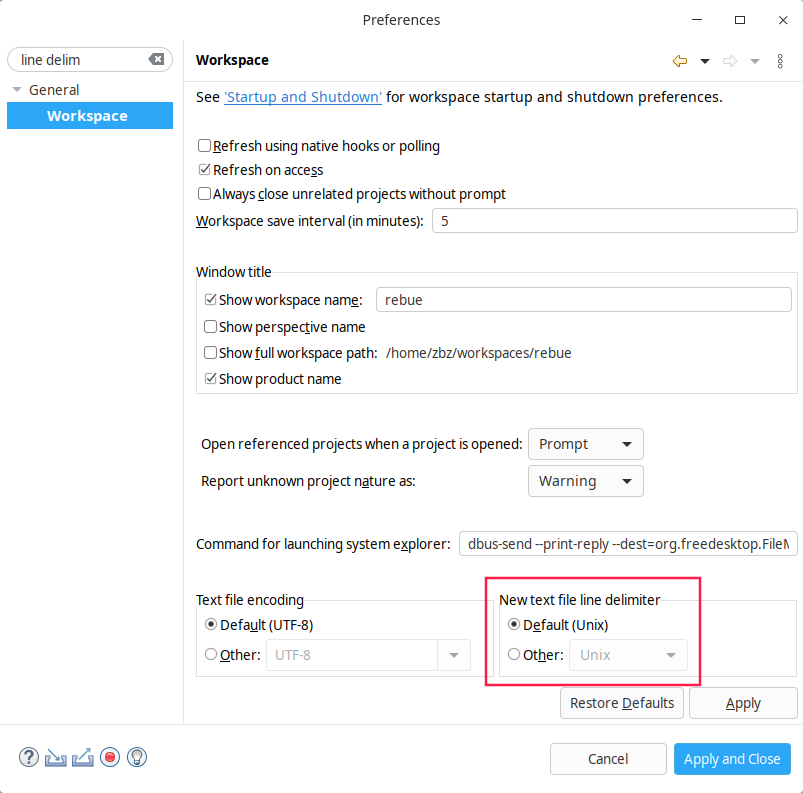 Preferences
line delim
General
Workspace
Workspace
See 'Startup and Shutdown' for workspace startup and shutdown preferences.
Refresh using native hooks or polling
Refresh on access
Always close unrelated projects without prompt
Workspace save interval (in minutes): 5
Window title
Show workspace name: rebue
Show perspective name
Show full workspace path: /home/zbz/workspaces/rebue
Show product name
Open referenced projects when a project is opened: Prompt
Report unknown project nature as: Warning
Command for launching system explorer: dbus-send --print-reply --dest=org.freedesktop.FileM
Text file encoding
Default (UTF-8)
Other: UTF-8
New text file line delimiter
Default (Unix)
Other: Unix
Restore Defaults Apply
? Cancel Apply and Close